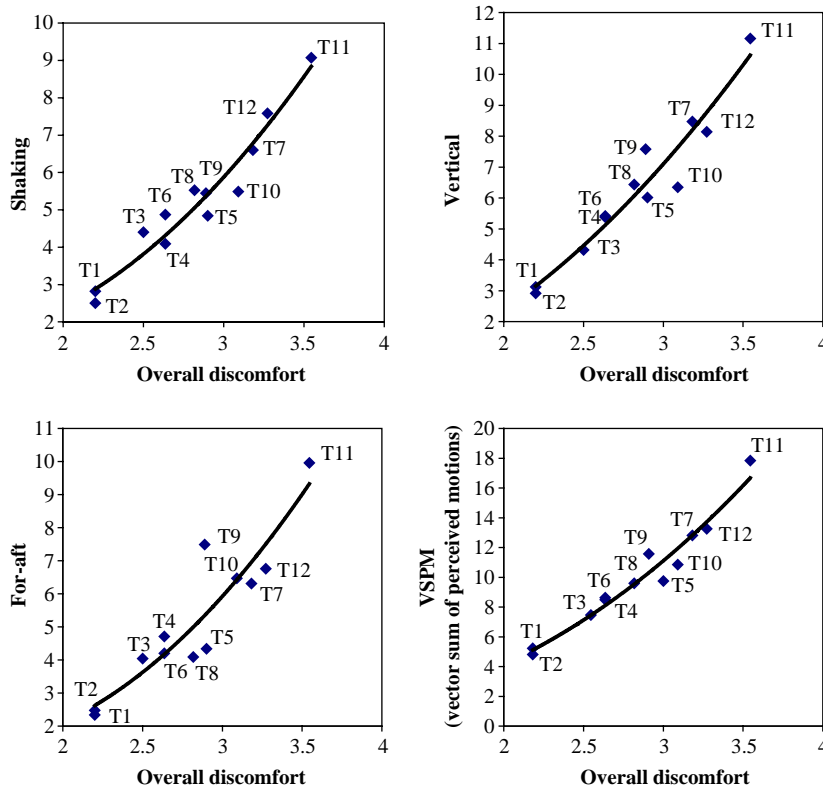 10
9
8
7
6
5
4
3
2
Shaking
T11
T12
T7
T9
T8
T6
T10
T5
T3
T4
T1
T2
2 2.5 3 3.5 4
Overall discomfort
12
11
10
9
8
7
6
5
4
3
2
Vertical
T11
T7
T12
T9
T8
T10
T6
T5
T4
T3
T1
T2
2 2.5 3 3.5 4
Overall discomfort
11
10
9
8
7
6
5
4
3
2
For-aft
T11
T9
T10
T12
T7
T4
T5
T3
T6 T8
T2
T1
2 2.5 3 3.5 4
Overall discomfort
20
18
16
14
12
10
8
6
4
2
0
VSPM
(vector sum of perceived motions)
T11
T7
T9
T12
T8
T10
T6
T5
T3
T4
T1
T2
2 2.5 3 3.5 4
Overall discomfort